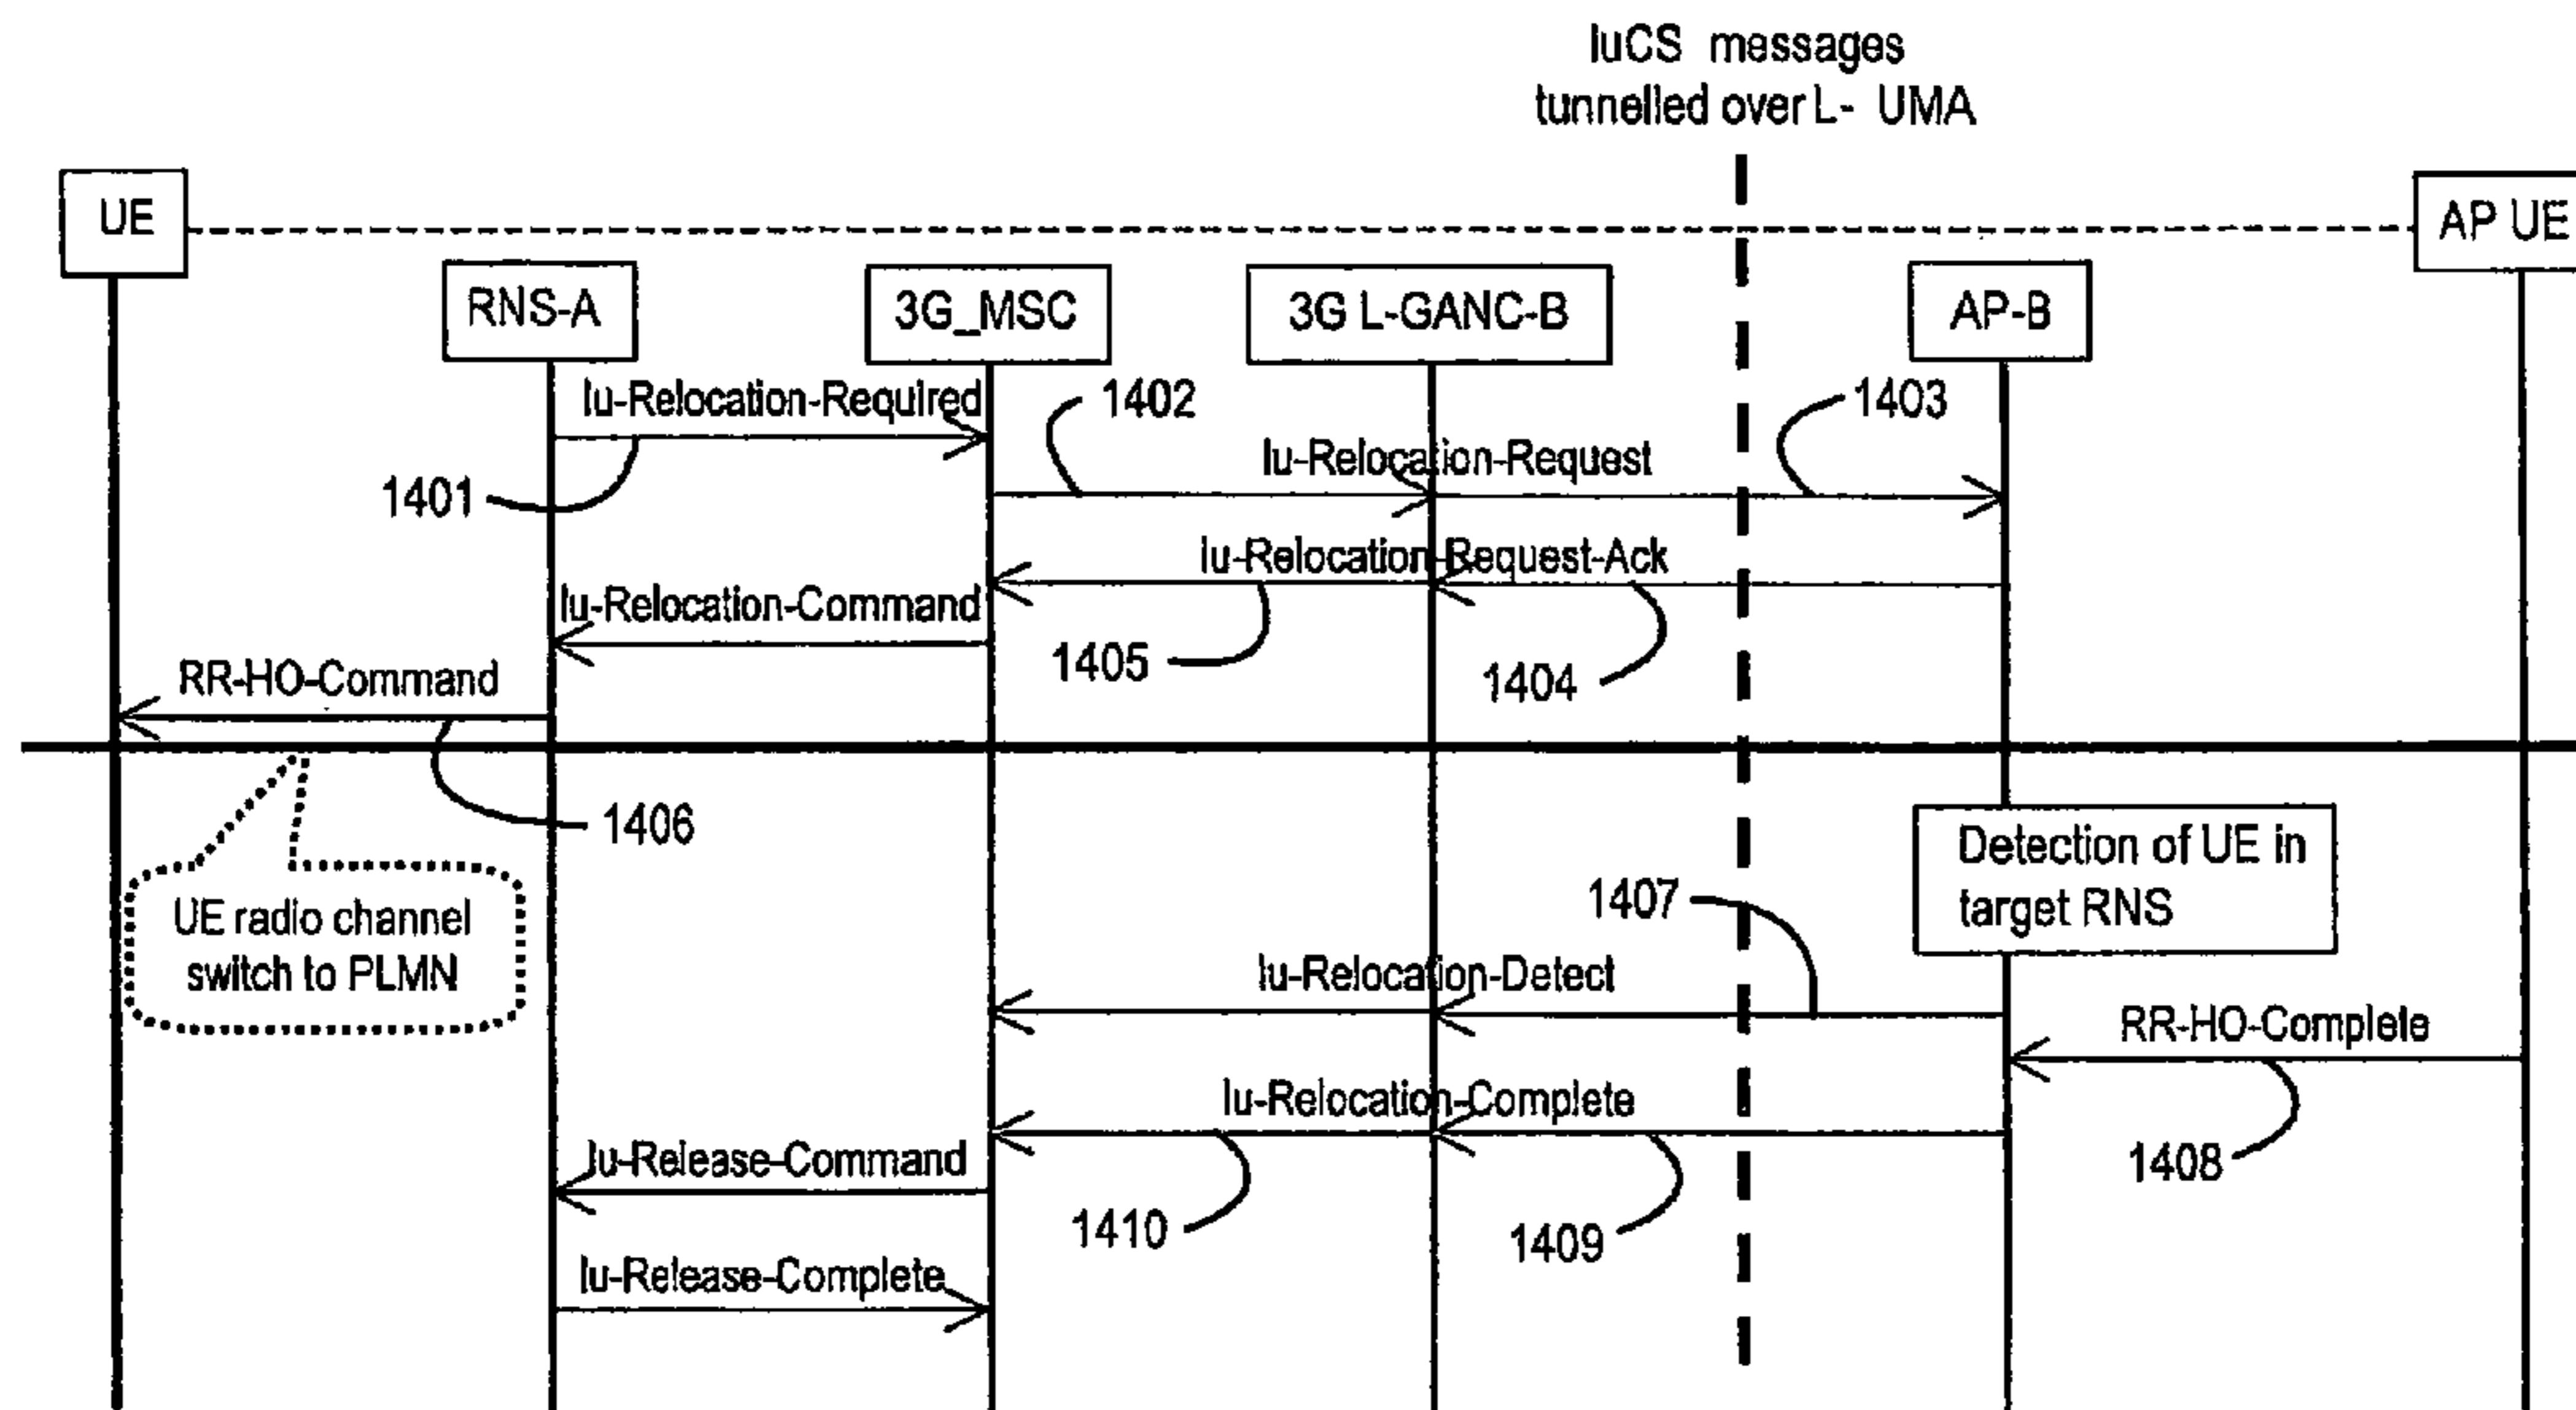 IuCS messages
tunnelled over L- UMA
UE
AP UE
RNS-A
3G_MSC
3G L-GANC-B
AP-B
Iu-Relocation-Required
1402
1403
Iu-Relocation-Request
1401
Iu-Relocation-Request-Ack
Iu-Relocation-Command
1405
1404
RR-HO-Command
1406
Detection of UE in
target RNS
1407
UE radio channel
switch to PLMN
Iu-Relocation-Detect
RR-HO-Complete
Iu-Relocation-Complete
1408
Iu-Release-Command
1410
1409
Iu-Release-Complete